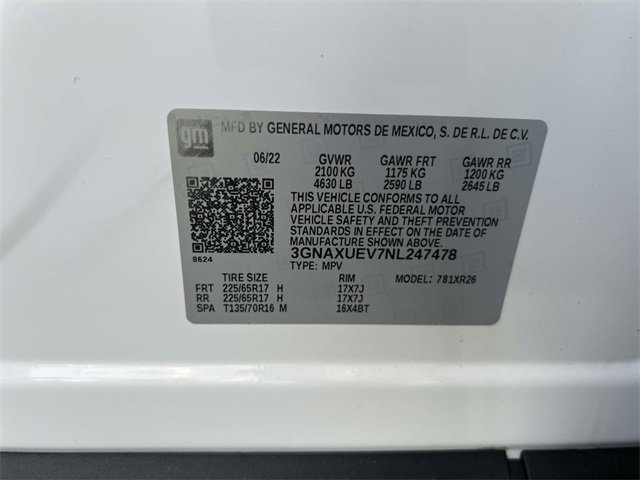 gm MFD BY GENERAL MOTORS DE MEXICO, S. DE R.L. DE C.V.
06/22 GVWR GAWR FRT GAWR RR
2100 KG 1175 KG 1200 KG
4630 LB 2590 LB 2645 LB
THIS VEHICLE CONFORMS TO ALL
APPLICABLE U.S. FEDERAL MOTOR
VEHICLE SAFETY AND THEFT PREVENTION
STANDARDS IN EFFECT ON THE DATE OF
MANUFACTURE SHOWN ABOVE.
8624 3GNAXUEV7NL247478
TYPE: MPV MODEL: 781XR26
TIRE SIZE RIM
FRT 225/65R17 H 17X7J
RR 225/65R17 H 17X7J
SPA T135/70R16 M 16X4BT